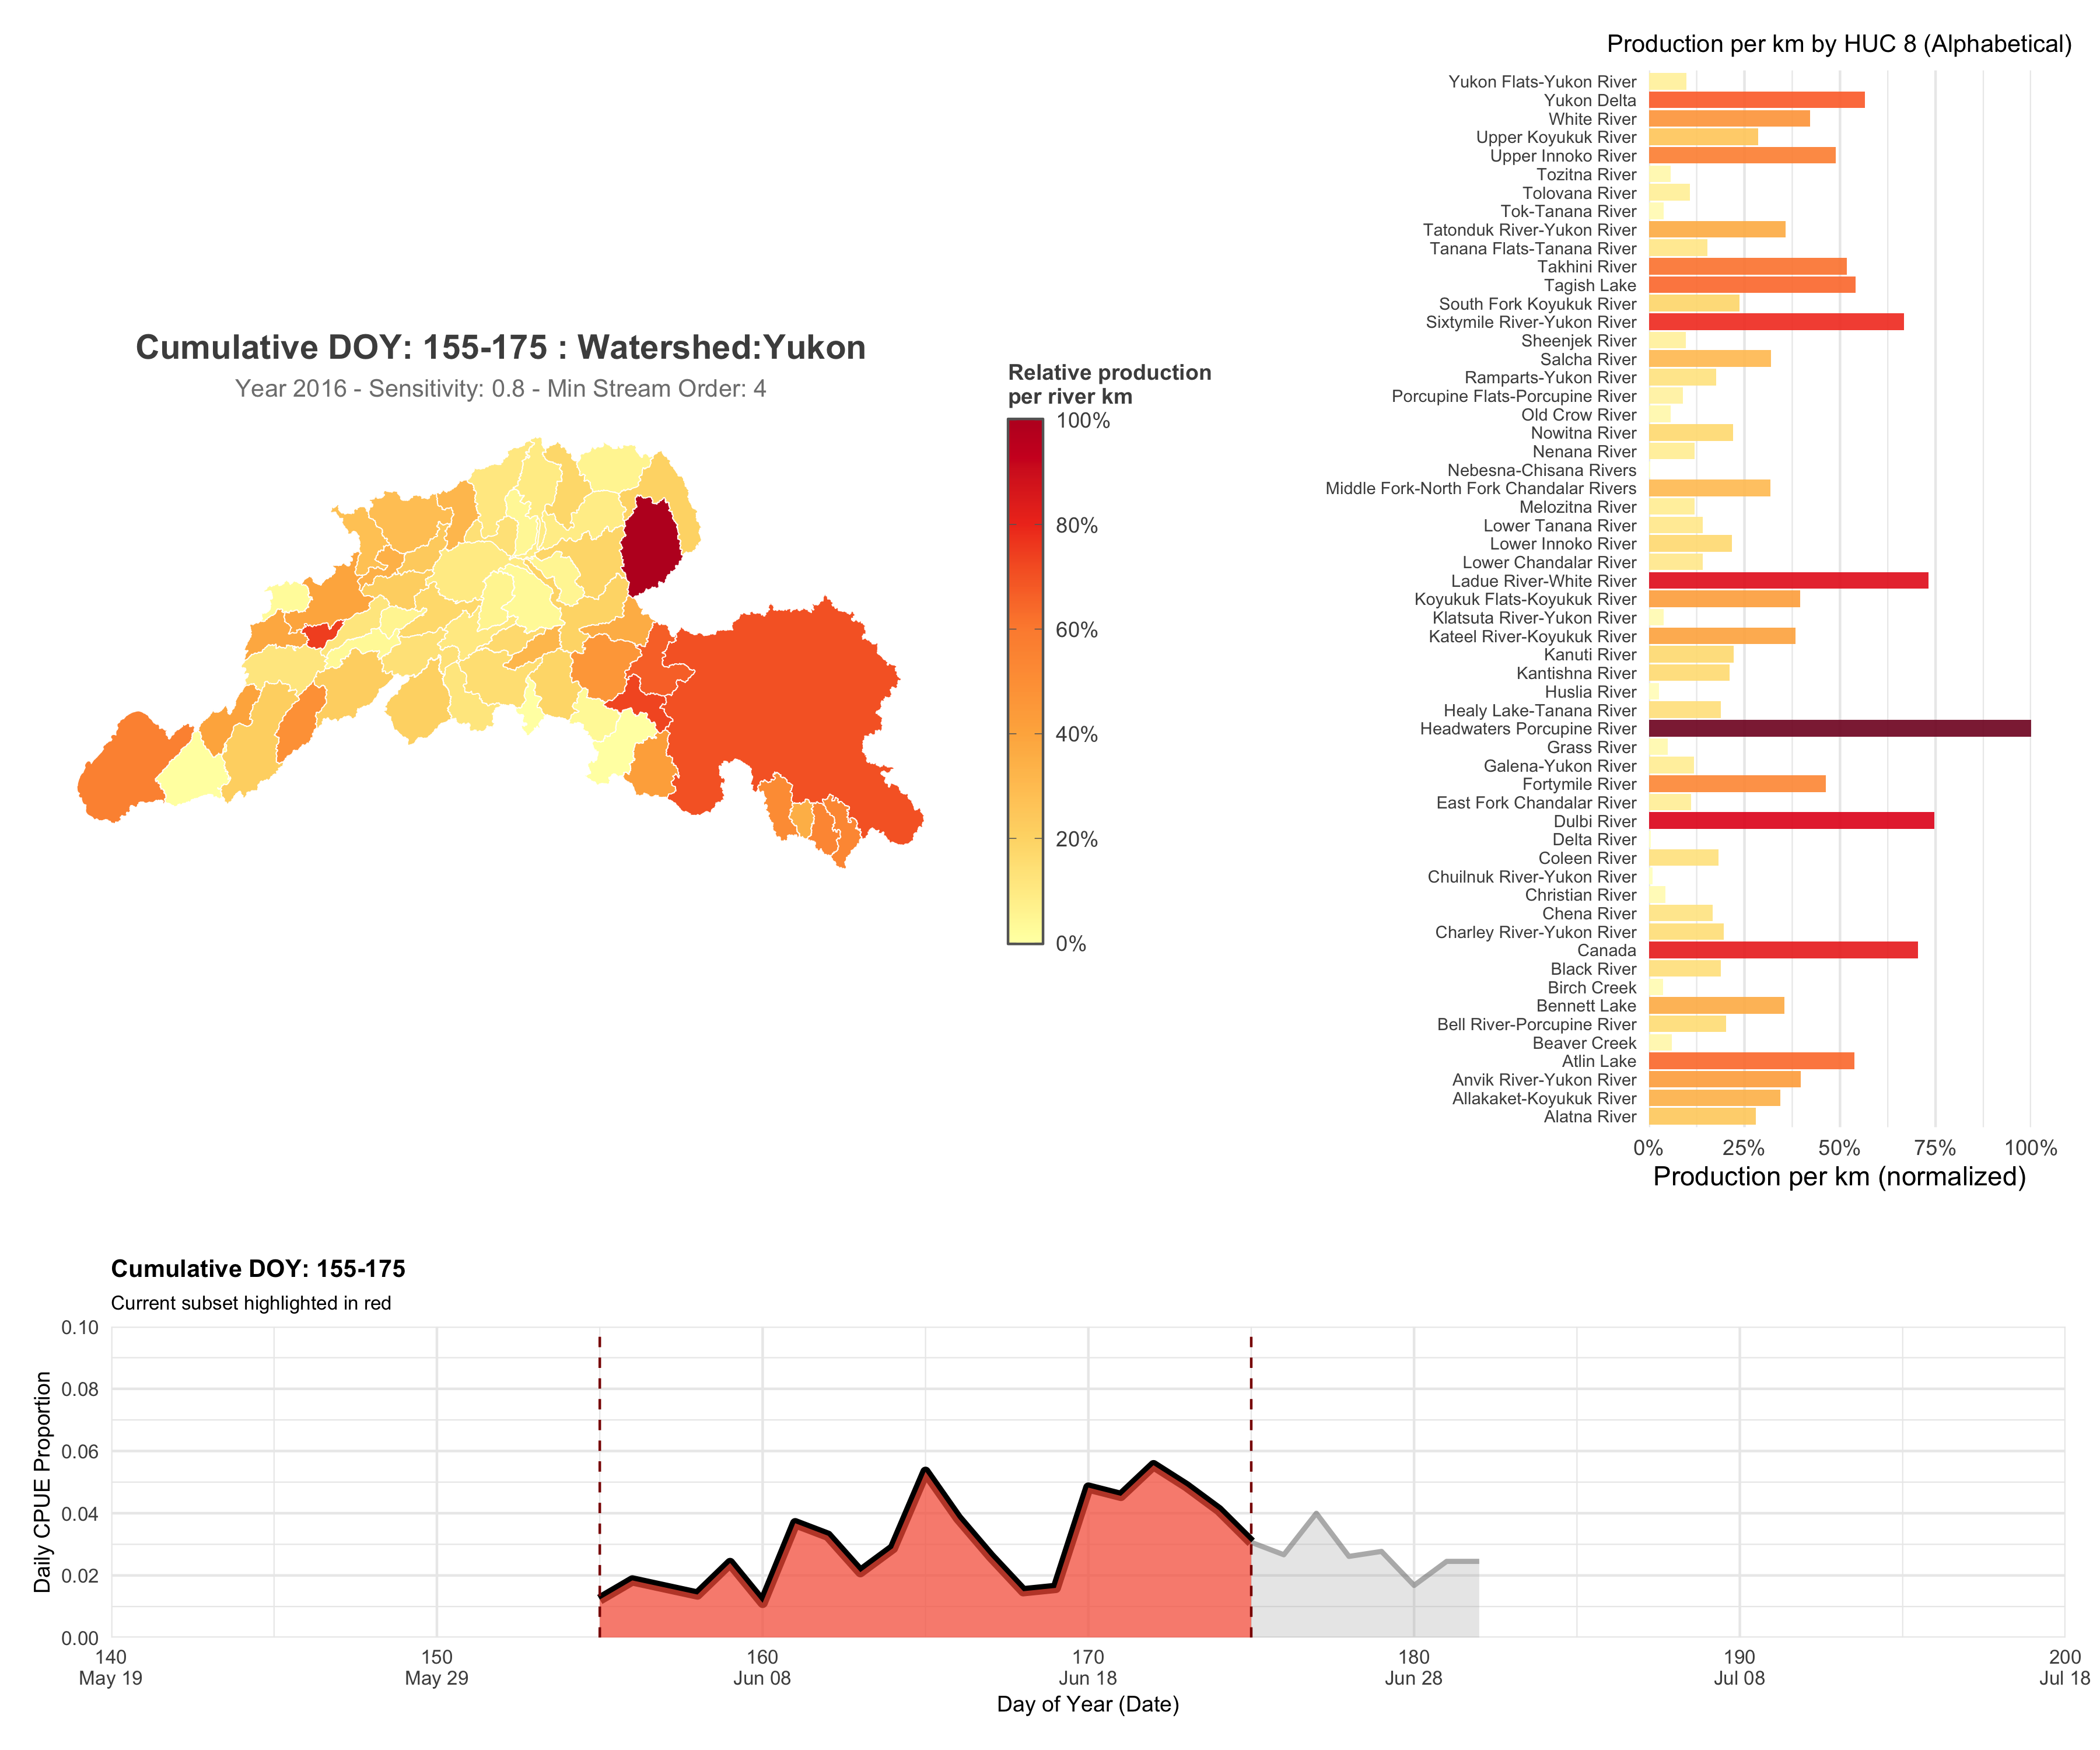 Production per km by HUC 8 (Alphabetical)
Yukon Flats-Yukon River
Yukon Delta
White River
Upper Koyukuk River
Upper Innoko River
Tozitna River
Tolovana River
Tok-Tanana River
Tatonduk River-Yukon River
Tanana Flats-Tanana River
Takhini River
Tagish Lake
South Fork Koyukuk River
Sixtymile River-Yukon River
Sheenjek River
Salcha River
Ramparts-Yukon River
Porcupine Flats-Porcupine River
Old Crow River
Nowitna River
Nenana River
Nebesna-Chisana Rivers
Middle Fork-North Fork Chandalar Rivers
Melozitna River
Lower Tanana River
Lower Innoko River
Lower Chandalar River
Ladue River-White River
Koyukuk Flats-Koyukuk River
Klatsuta River-Yukon River
Kateel River-Koyukuk River
Kanuti River
Kantishna River
Huslia River
Healy Lake-Tanana River
Headwaters Porcupine River
Grass River
Galena-Yukon River
Fortymile River
East Fork Chandalar River
Dulbi River
Delta River
Coleen River
Chuilnuk River-Yukon River
Christian River
Chena River
Charley River-Yukon River
Canada
Black River
Birch Creek
Bennett Lake
Bell River-Porcupine River
Beaver Creek
Atlin Lake
Anvik River-Yukon River
Allakaket-Koyukuk River
Alatna River
0% 25% 50% 75% 100%
Production per km (normalized)
Cumulative DOY: 155-175 : Watershed:Yukon
Year 2016 - Sensitivity: 0.8 - Min Stream Order: 4
Relative production
per river km
100%
80%
60%
40%
20%
0%
Cumulative DOY: 155-175
Current subset highlighted in red
Daily CPUE Proportion
0.10
0.08
0.06
0.04
0.02
0.00
140 150 160 170 180 190 200
May 19 May 29 Jun 08 Jun 18 Jun 28 Jul 08 Jul 18
Day of Year (Date)